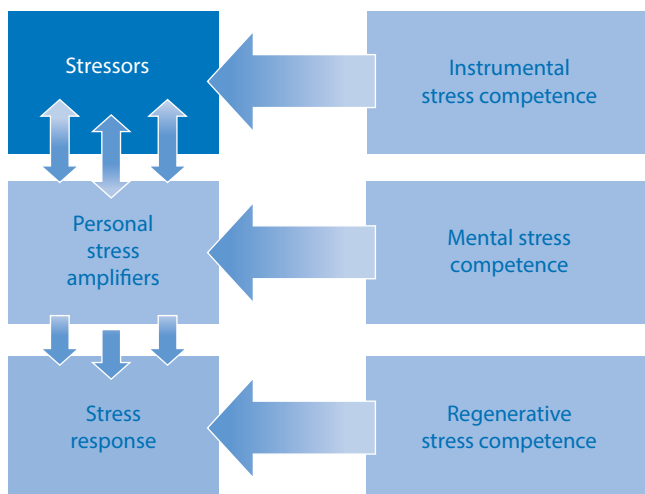 Stressors
Instrumental
stress competence
Personal
stress
amplifiers
Mental stress
competence
Stress
response
Regenerative
stress competence